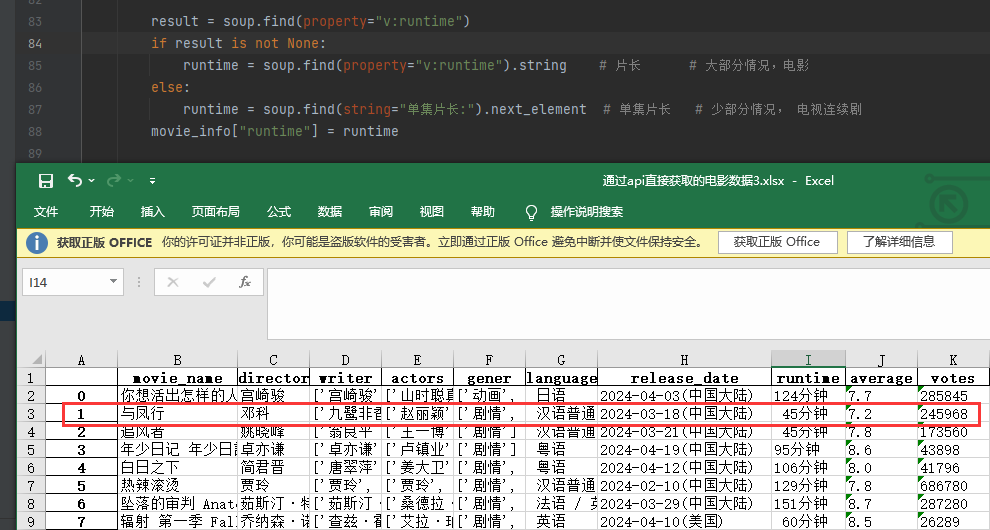 83 result = soup.find(property="v:runtime")
84 if result is not None:
85 runtime = soup.find(property="v:runtime").string # 片长 # 大部分情况,电影
86 else:
87 runtime = soup.find(string="单集片长:").next_element # 单集片长 # 少部分情况, 电视连续剧
88 movie_info["runtime"] = runtime
89
通过api直接获取的电影数据3.xlsx - Excel
文件 开始 插入 页面布局 公式 数据 审阅 视图 帮助 操作说明搜索
获取正版 OFFICE 你的许可证并非正版,你可能是盗版软件的受害者。立即通过正版 Office 避免中断并使文件保持安全。 获取正版 Office 了解详细信息
I14 fx
A B C D E F G H I J K
1 movie_name director writer actors gener language release_date runtime average votes
2 0 你想活出怎样的人 宫崎骏 ['宫崎骏' ['山时聪真 ['动画', 日语 2024-04-03(中国大陆) 124分钟 7.7 285845
3 1 与凤行 邓科 ['九鹭非香 ['赵丽颖' ['剧情', 汉语普通 2024-03-18(中国大陆) 45分钟 7.2 245968
4 2 追风者 姚晓峰 ['翁良平 ['王一博' ['剧情', 汉语普通 2024-03-21(中国大陆) 45分钟 7.8 173560
5 3 年少日记 年少日記 卓亦谦 ['卓亦谦' ['卢镇业' ['剧情'] 粤语 2024-04-19(中国大陆) 95分钟 8.6 43898
6 4 白日之下 简君晋 ['唐翠萍' ['姜大卫' ['剧情', 粤语 2024-04-12(中国大陆) 106分钟 8.0 41796
7 5 热辣滚烫 贾玲 ['贾玲', ['贾玲', ['剧情', 汉语普通 2024-02-10(中国大陆) 129分钟 7.7 686780
8 6 坠落的审判 Anat 茹斯汀·特 ['茹斯汀· ['桑德拉· ['剧情', 法语 / 英 2024-03-29(中国大陆) 151分钟 8.7 287280
9 7 辐射 第一季 Fal 乔纳森·诺 ['查兹·霍 ['艾拉· ['剧情', 英语 2024-04-10(美国) 60分钟 8.5 26289